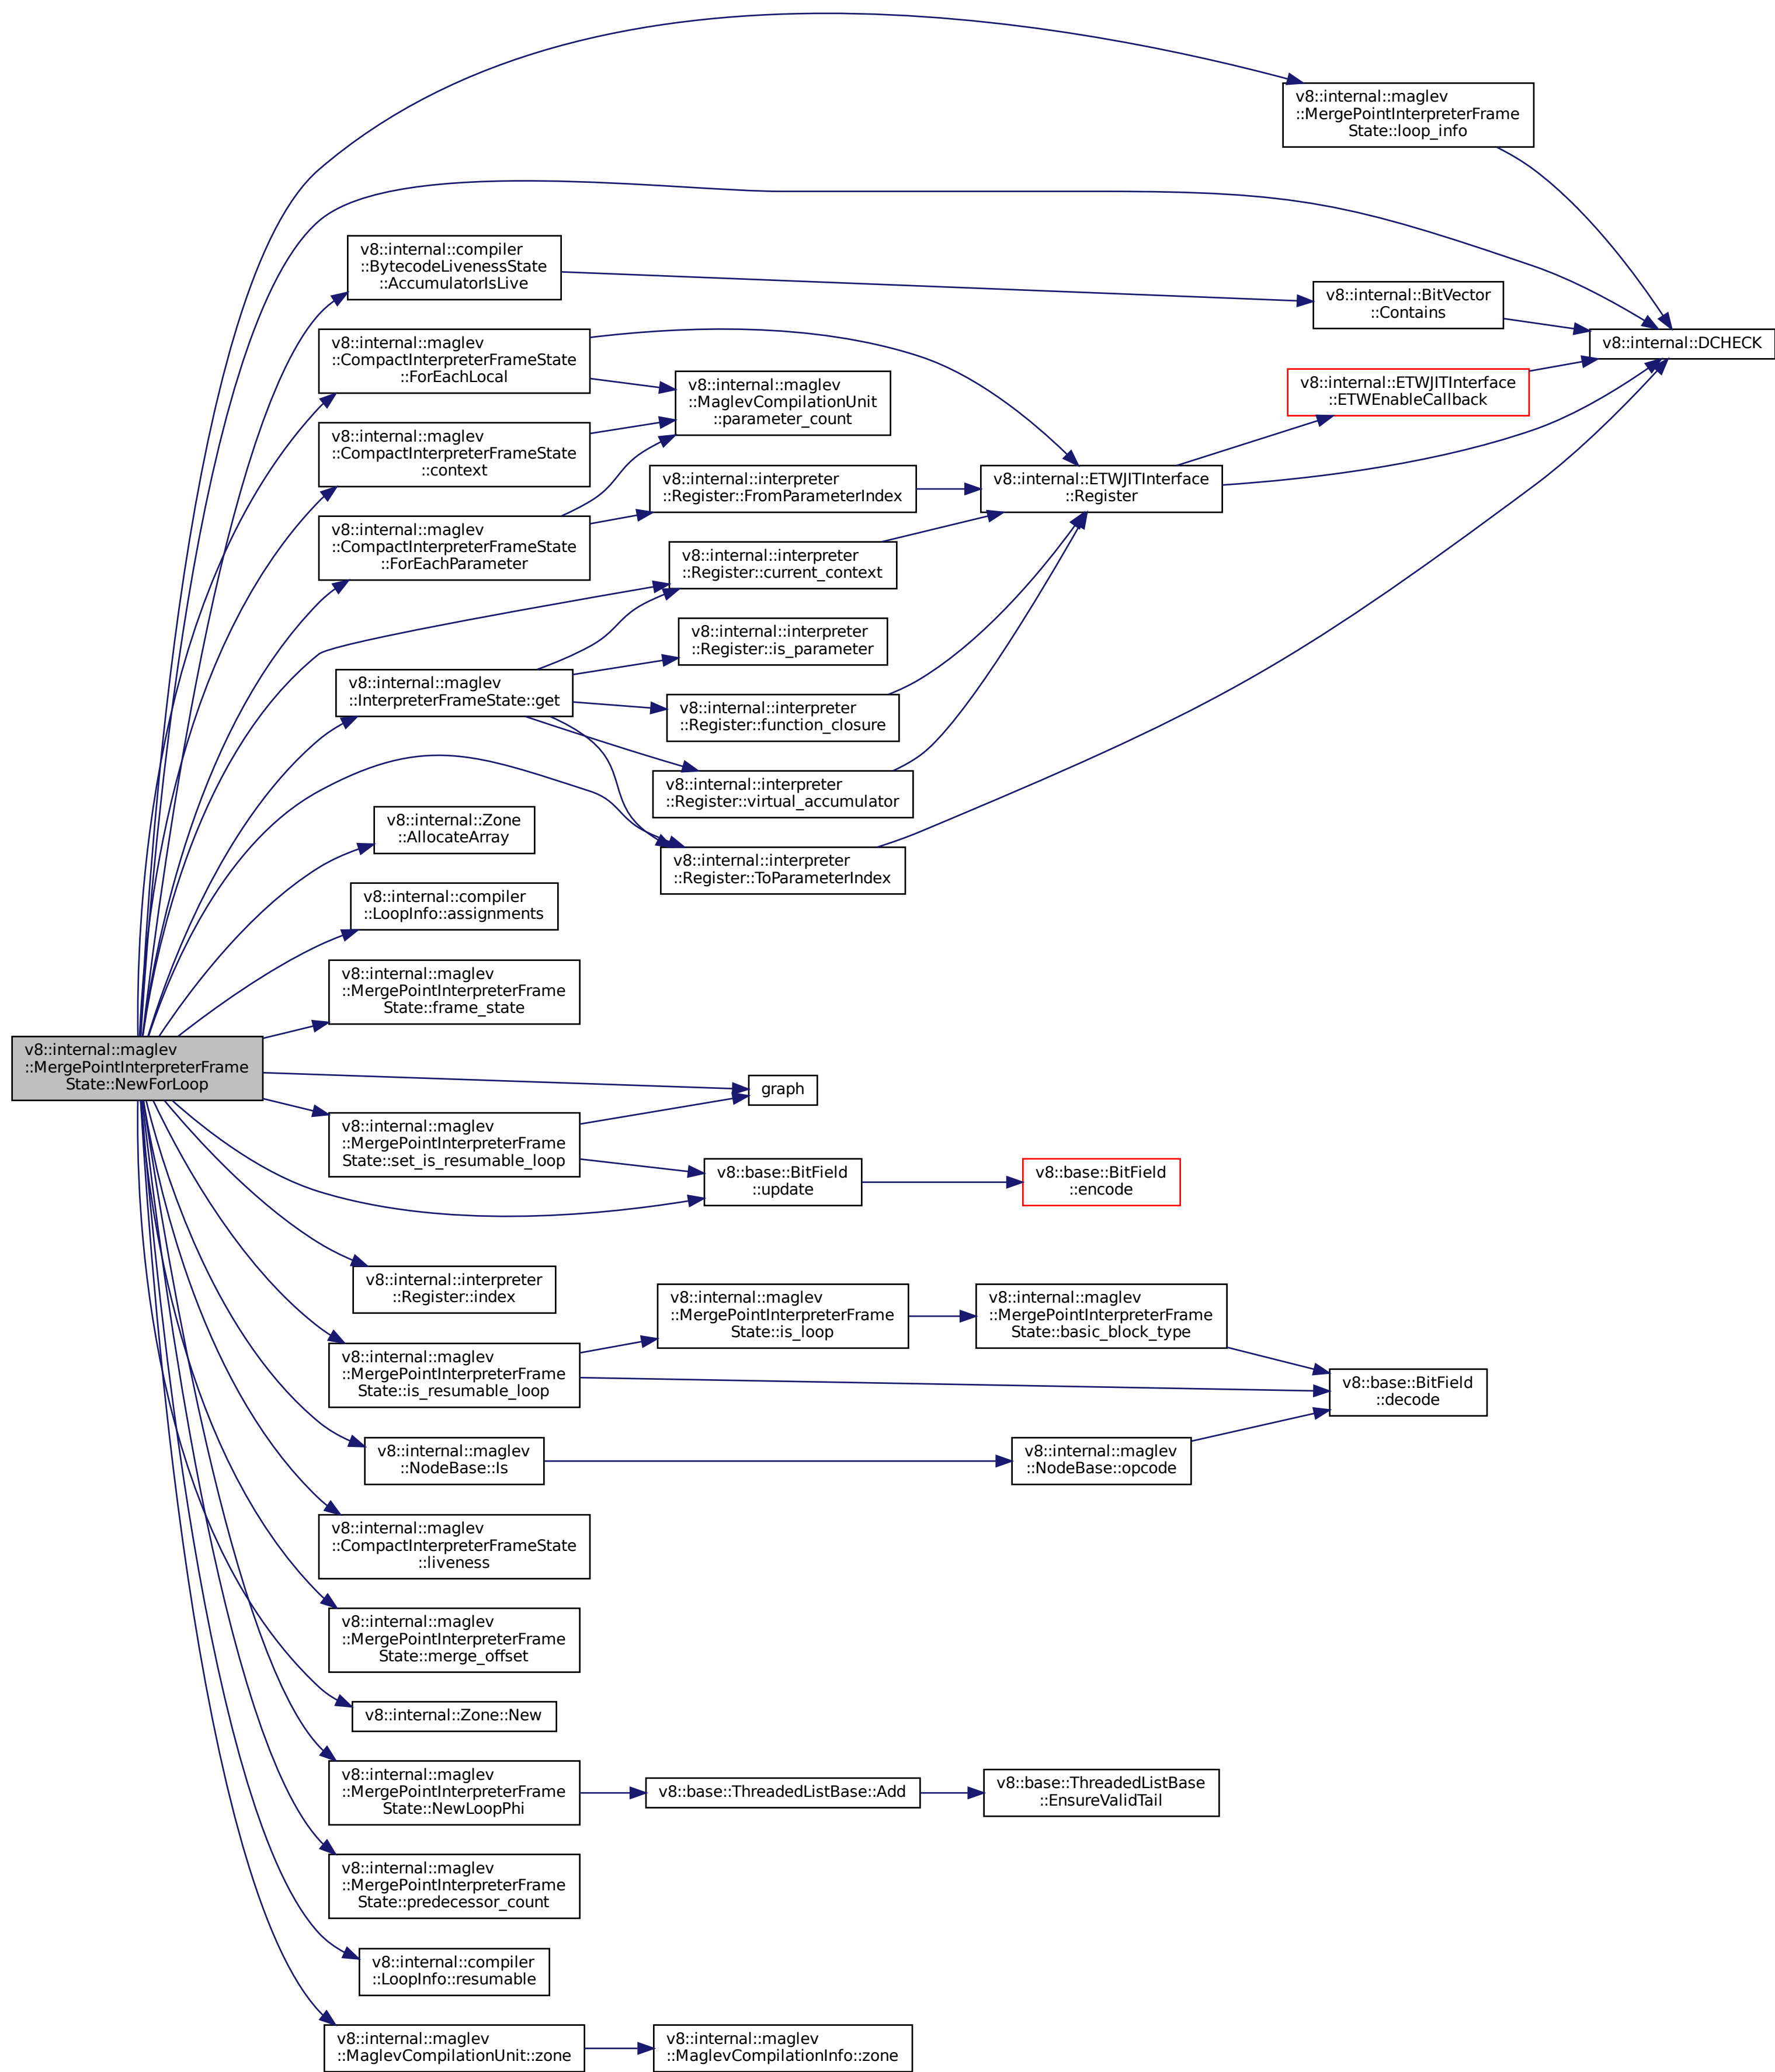 v8::internal::maglev
::MergePointInterpreterFrame
State::loop_info
v8::internal::compiler
::BytecodeLivenessState
::AccumulatorIsLive
v8::internal::BitVector
::Contains
v8::internal::DCHECK
v8::internal::maglev
::CompactInterpreterFrameState
::ForEachLocal
v8::internal::maglev
::MaglevCompilationUnit
::parameter_count
v8::internal::ETWJITInterface
::ETWEnableCallback
v8::internal::maglev
::CompactInterpreterFrameState
::context
v8::internal::interpreter
::Register::FromParameterIndex
v8::internal::ETWJITInterface
::Register
v8::internal::maglev
::CompactInterpreterFrameState
::ForEachParameter
v8::internal::interpreter
::Register::current_context
v8::internal::interpreter
::Register::is_parameter
v8::internal::maglev
::InterpreterFrameState::get
v8::internal::interpreter
::Register::function_closure
v8::internal::interpreter
::Register::virtual_accumulator
v8::internal::Zone
::AllocateArray
v8::internal::interpreter
::Register::ToParameterIndex
v8::internal::compiler
::LoopInfo::assignments
v8::internal::maglev
::MergePointInterpreterFrame
State::frame_state
v8::internal::maglev
::MergePointInterpreterFrame
State::NewForLoop
graph
v8::internal::maglev
::MergePointInterpreterFrame
State::set_is_resumable_loop
v8::base::BitField
::update
v8::base::BitField
::encode
v8::internal::interpreter
::Register::index
v8::internal::maglev
::MergePointInterpreterFrame
State::is_loop
v8::internal::maglev
::MergePointInterpreterFrame
State::basic_block_type
v8::internal::maglev
::MergePointInterpreterFrame
State::is_resumable_loop
v8::base::BitField
::decode
v8::internal::maglev
::NodeBase::Is
v8::internal::maglev
::NodeBase::opcode
v8::internal::maglev
::CompactInterpreterFrameState
::liveness
v8::internal::maglev
::MergePointInterpreterFrame
State::merge_offset
v8::internal::Zone::New
v8::internal::maglev
::MergePointInterpreterFrame
State::NewLoopPhi
v8::base::ThreadedListBase::Add
v8::base::ThreadedListBase
::EnsureValidTail
v8::internal::maglev
::MergePointInterpreterFrame
State::predecessor_count
v8::internal::compiler
::LoopInfo::resumable
v8::internal::maglev
::MaglevCompilationUnit::zone
v8::internal::maglev
::MaglevCompilationInfo::zone